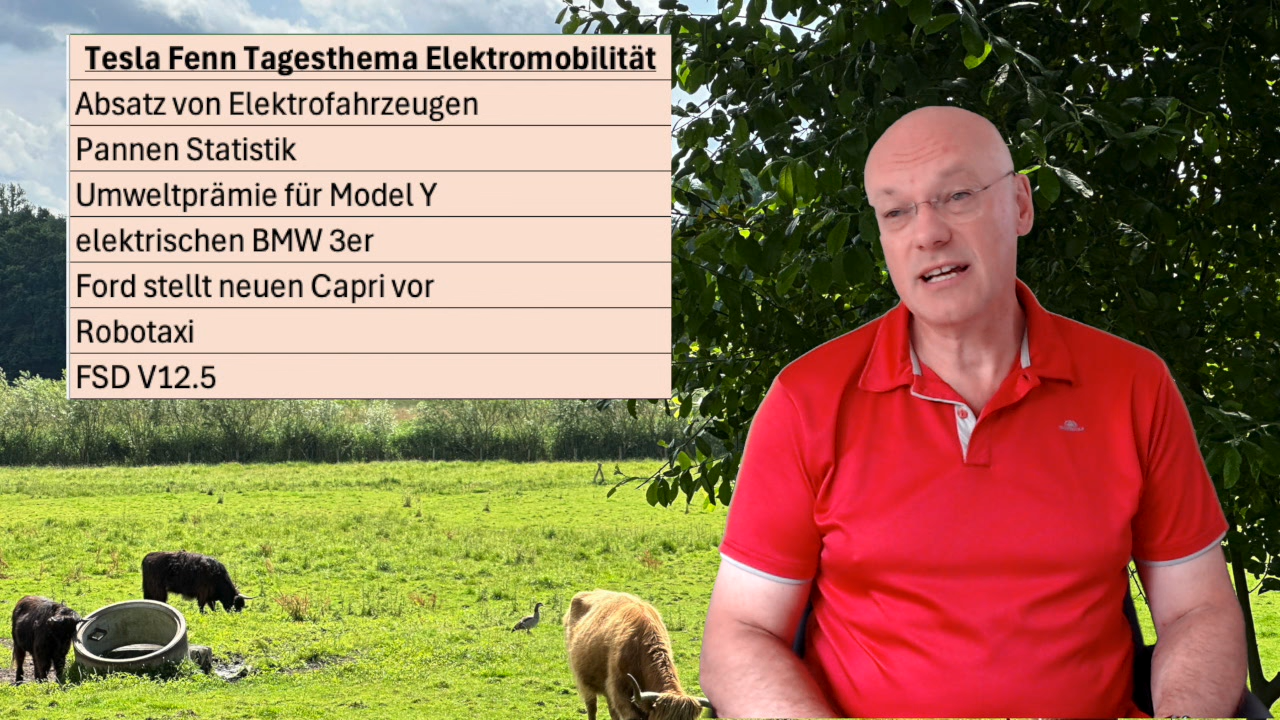 Tesla Fenn Tagesthema Elektromobilität
Absatz von Elektrofahrzeugen
Pannen Statistik
Umweltprämie für Model Y
elektrischen BMW 3er
Ford stellt neuen Capri vor
Robotaxi
FSD V12.5